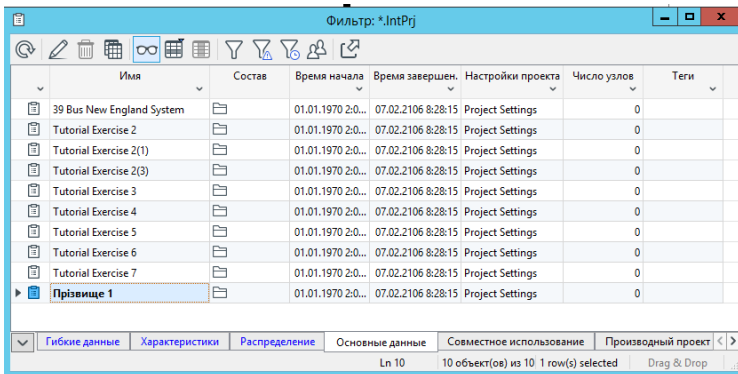 Фильтр: *.IntPrj
Имя Состав Время начала Время завершен. Настройки проекта Число узлов Теги
39 Bus New England System 01.01.1970 2:0... 07.02.2106 8:28:15 Project Settings 0
Tutorial Exercise 2 01.01.1970 2:0... 07.02.2106 8:28:15 Project Settings 0
Tutorial Exercise 2(1) 01.01.1970 2:0... 07.02.2106 8:28:15 Project Settings 0
Tutorial Exercise 2(3) 01.01.1970 2:0... 07.02.2106 8:28:15 Project Settings 0
Tutorial Exercise 3 01.01.1970 2:0... 07.02.2106 8:28:15 Project Settings 0
Tutorial Exercise 4 01.01.1970 2:0... 07.02.2106 8:28:15 Project Settings 0
Tutorial Exercise 5 01.01.1970 2:0... 07.02.2106 8:28:15 Project Settings 0
Tutorial Exercise 6 01.01.1970 2:0... 07.02.2106 8:28:15 Project Settings 0
Tutorial Exercise 7 01.01.1970 2:0... 07.02.2106 8:28:15 Project Settings 0
Прізвище 1 01.01.1970 2:0... 07.02.2106 8:28:15 Project Settings 0
Гибкие данные Характеристики Распределение Основные данные Совместное использование Производный проект
Ln 10 10 объект(ов) из 10 1 row(s) selected Drag & Drop